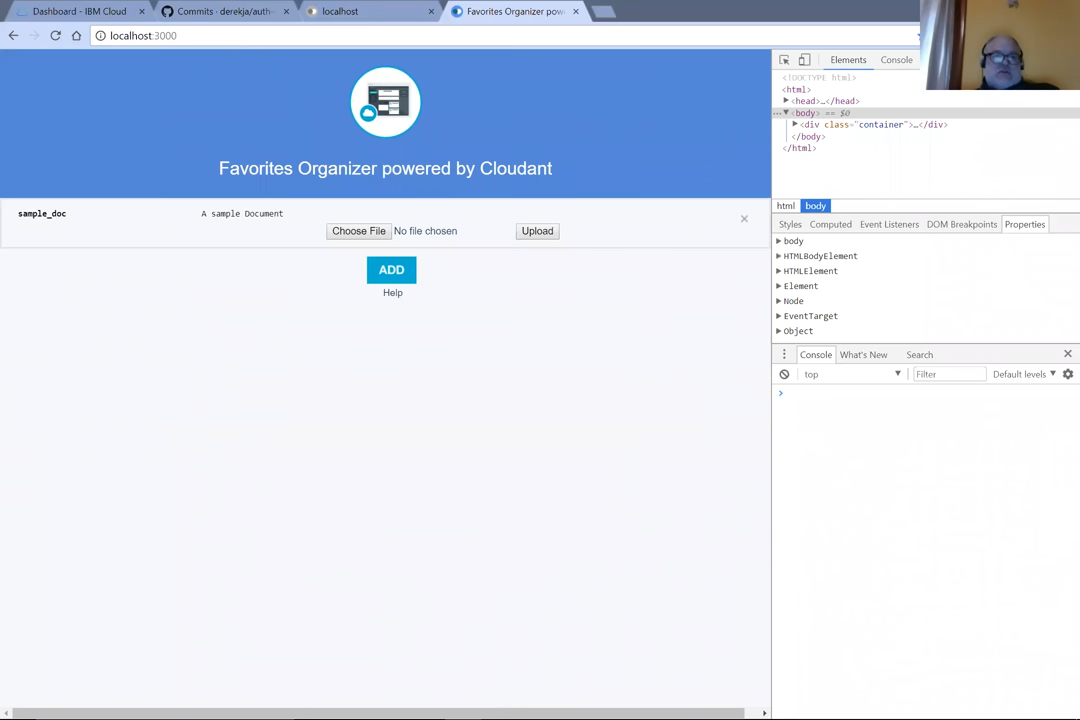 Dashboard - IBM Cloud
Commits · derekja/auth-
localhost
Favorites Organizer pow
localhost:3000
Favorites Organizer powered by Cloudant
sample_doc
A sample Document
Choose File No file chosen
Upload
ADD
Help
Elements
Console
<!DOCTYPE html>
<html>
<head>…</head>
<body> == $0
<div class="container">…</div>
</body>
</html>
html
body
Styles
Computed
Event Listeners
DOM Breakpoints
Properties
body
HTMLBodyElement
HTMLElement
Element
Node
EventTarget
Object
Console
What's New
Search
top
Filter
Default levels